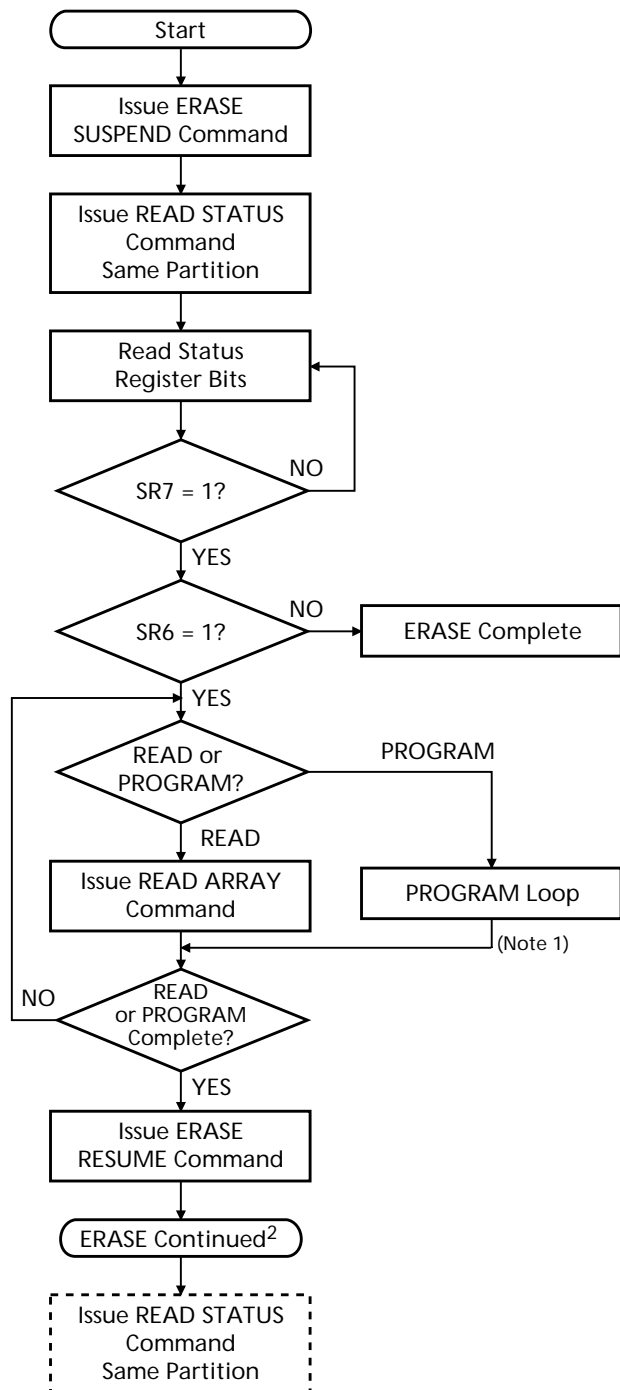 Start
Issue ERASE
SUSPEND Command
Issue READ STATUS
Command
Same Partition
Read Status
Register Bits
NO
SR7 = 1?
YES
NO
SR6 = 1?
ERASE Complete
YES
READ or
PROGRAM?
PROGRAM
READ
Issue READ ARRAY
Command
PROGRAM Loop
(Note 1)
NO
READ
or PROGRAM
Complete?
YES
Issue ERASE
RESUME Command
ERASE Continued²
Issue READ STATUS
Command
Same Partition